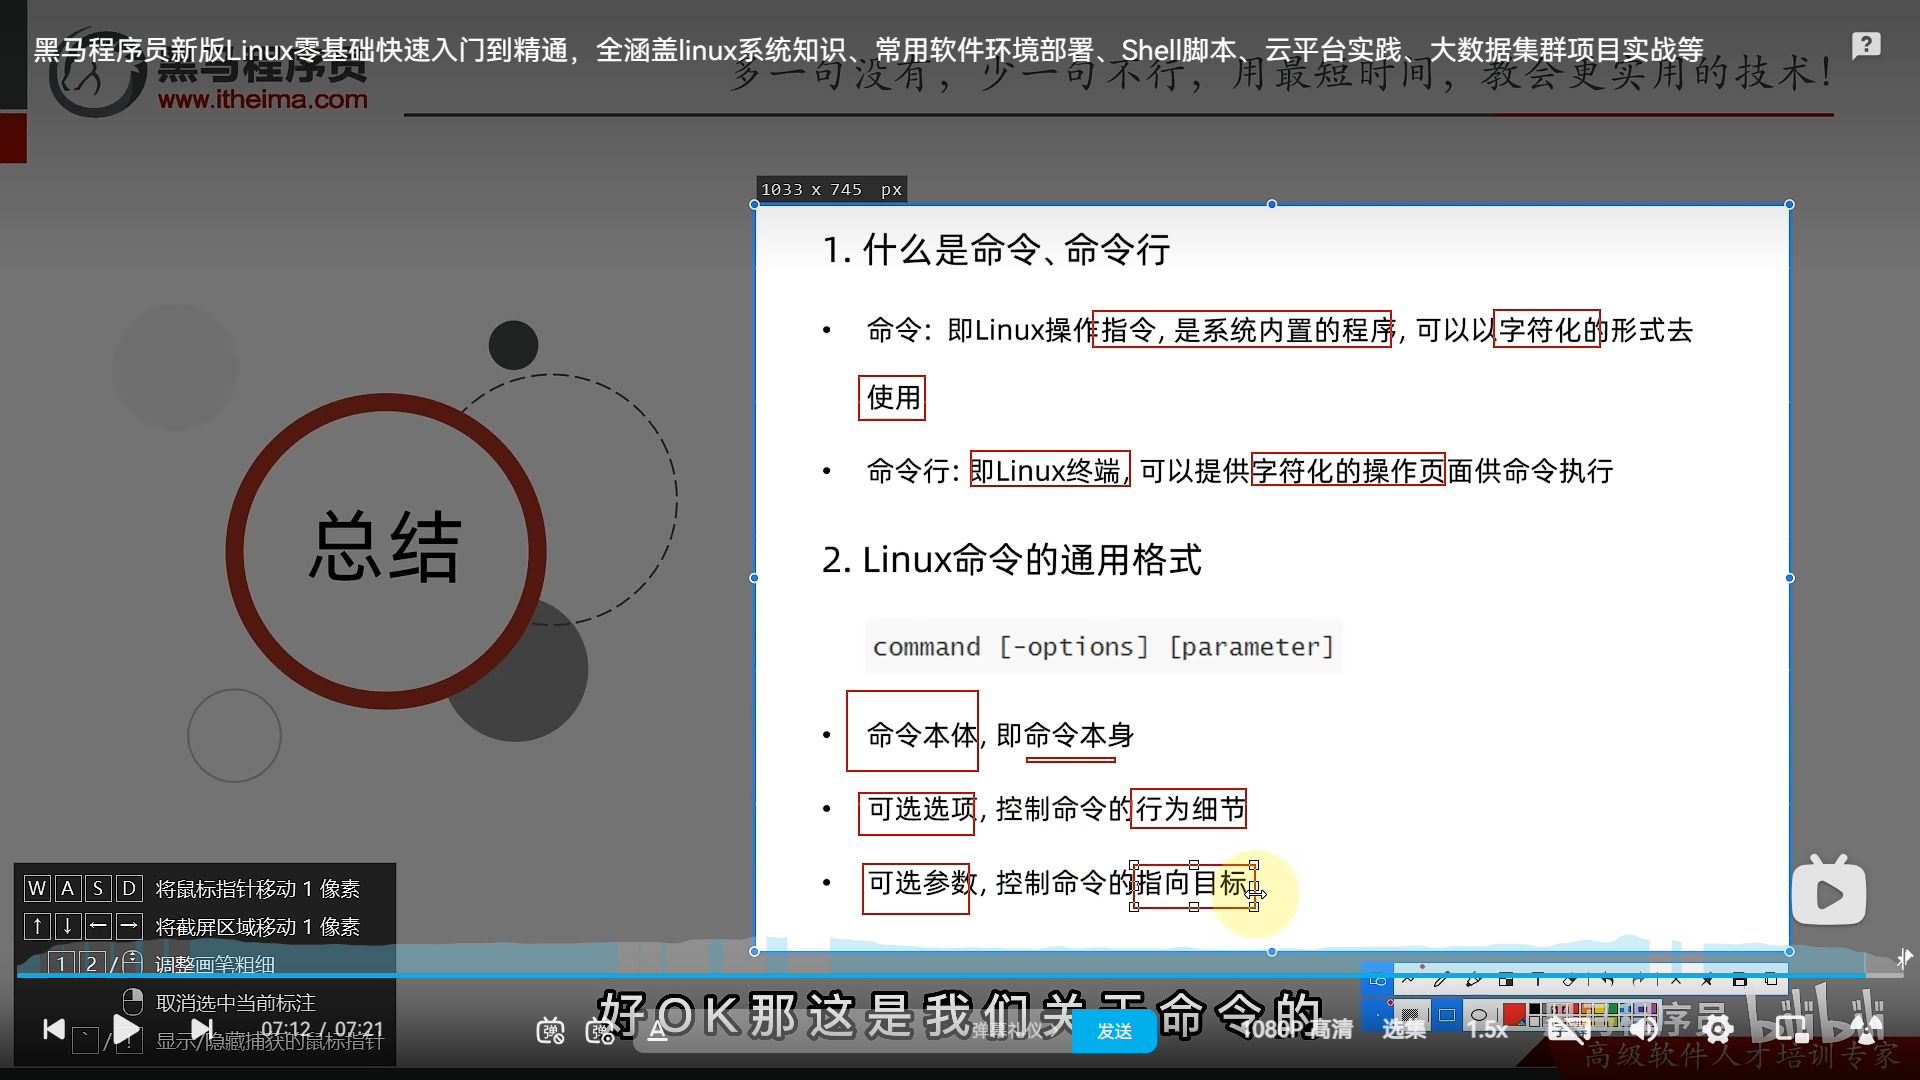 黑马程序员新版Linux零基础快速入门到精通，全涵盖linux系统知识、常用软件环境部署、Shell脚本、云平台实践、大数据集群项目实战等
黑马程序员
www.itheima.com
多一句没有，少一句不行，用最短时间，教会更实用的技术！
1033 x 745 px
1. 什么是命令、命令行
• 命令：即Linux操作指令，是系统内置的程序，可以以字符化的形式去
使用
• 命令行：即Linux终端，可以提供字符化的操作页面供命令执行
总结
2. Linux命令的通用格式
command [-options] [parameter]
• 命令本体，即命令本身
• 可选选项，控制命令的行为细节
• 可选参数，控制命令的指向目标
W A S D 将鼠标指针移动 1 像素
↑ ↓ ← → 将截屏区域移动 1 像素
1 2 / 调整画笔粗细
取消选中当前标注
` / ! 显示/隐藏捕获的鼠标指针
07:12 / 07:21
好OK那这是我们关于命令的
弹幕礼仪 >
发送
1080P 高清
选集
1.5x
bilibili
高级软件人才培训专家